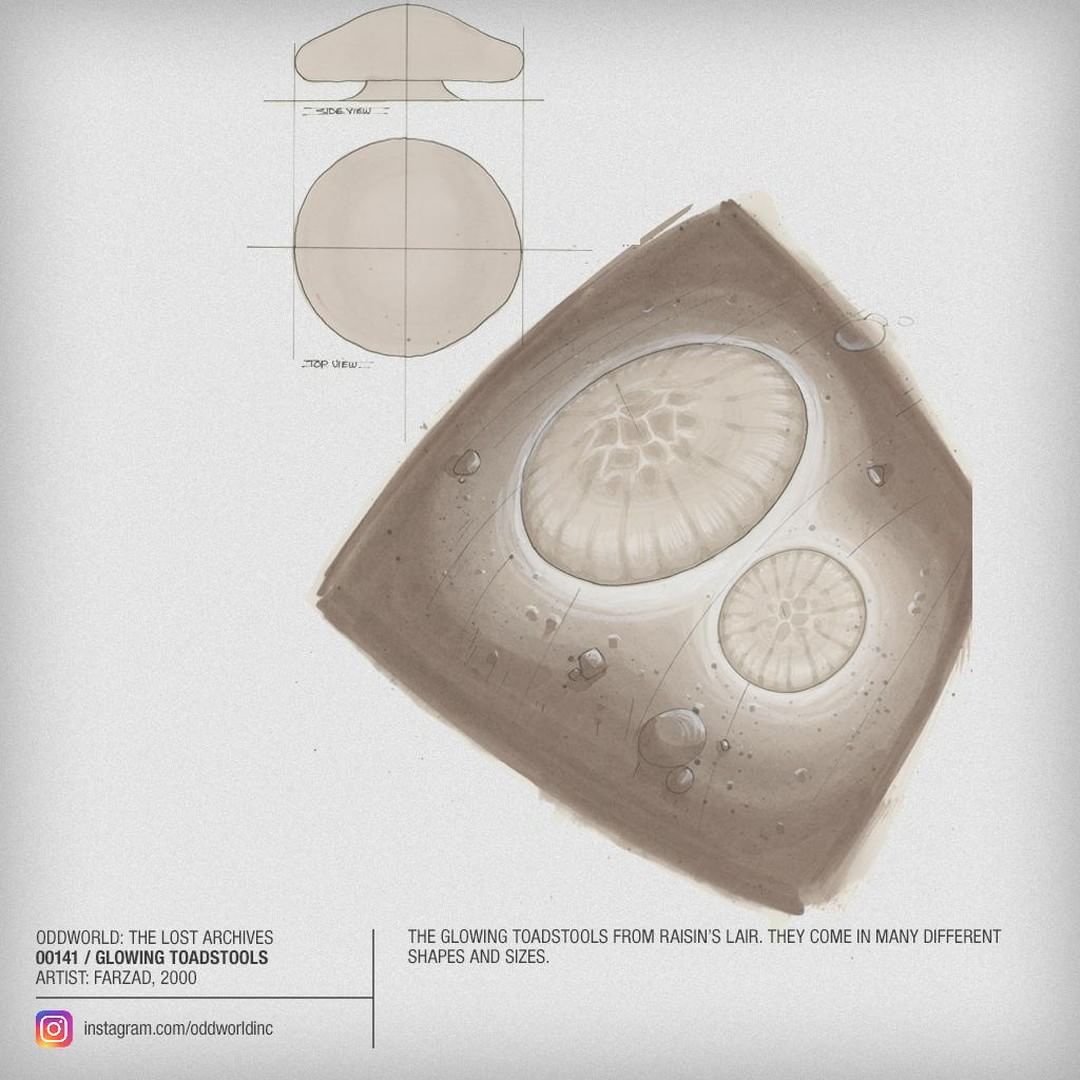 SIDE VIEW
TOP VIEW
ODDWORLD: THE LOST ARCHIVES
00141 / GLOWING TOADSTOOLS
ARTIST: FARZAD, 2000
instagram.com/oddworldinc
THE GLOWING TOADSTOOLS FROM RAISIN'S LAIR. THEY COME IN MANY DIFFERENT
SHAPES AND SIZES.